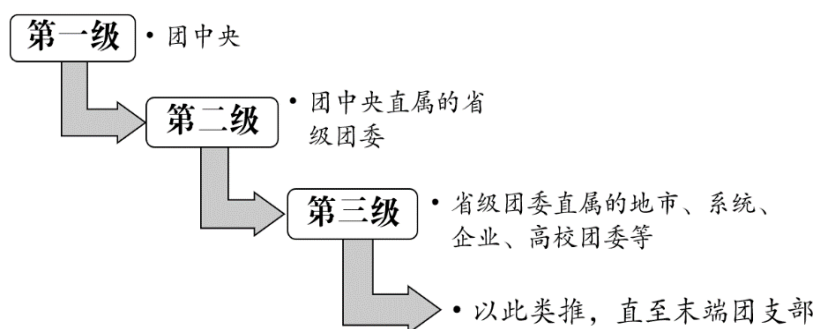 第一级
• 团中央
第二级
• 团中央直属的省
级团委
第三级
• 省级团委直属的地市、系统、
企业、高校团委等
• 以此类推，直至末端团支部